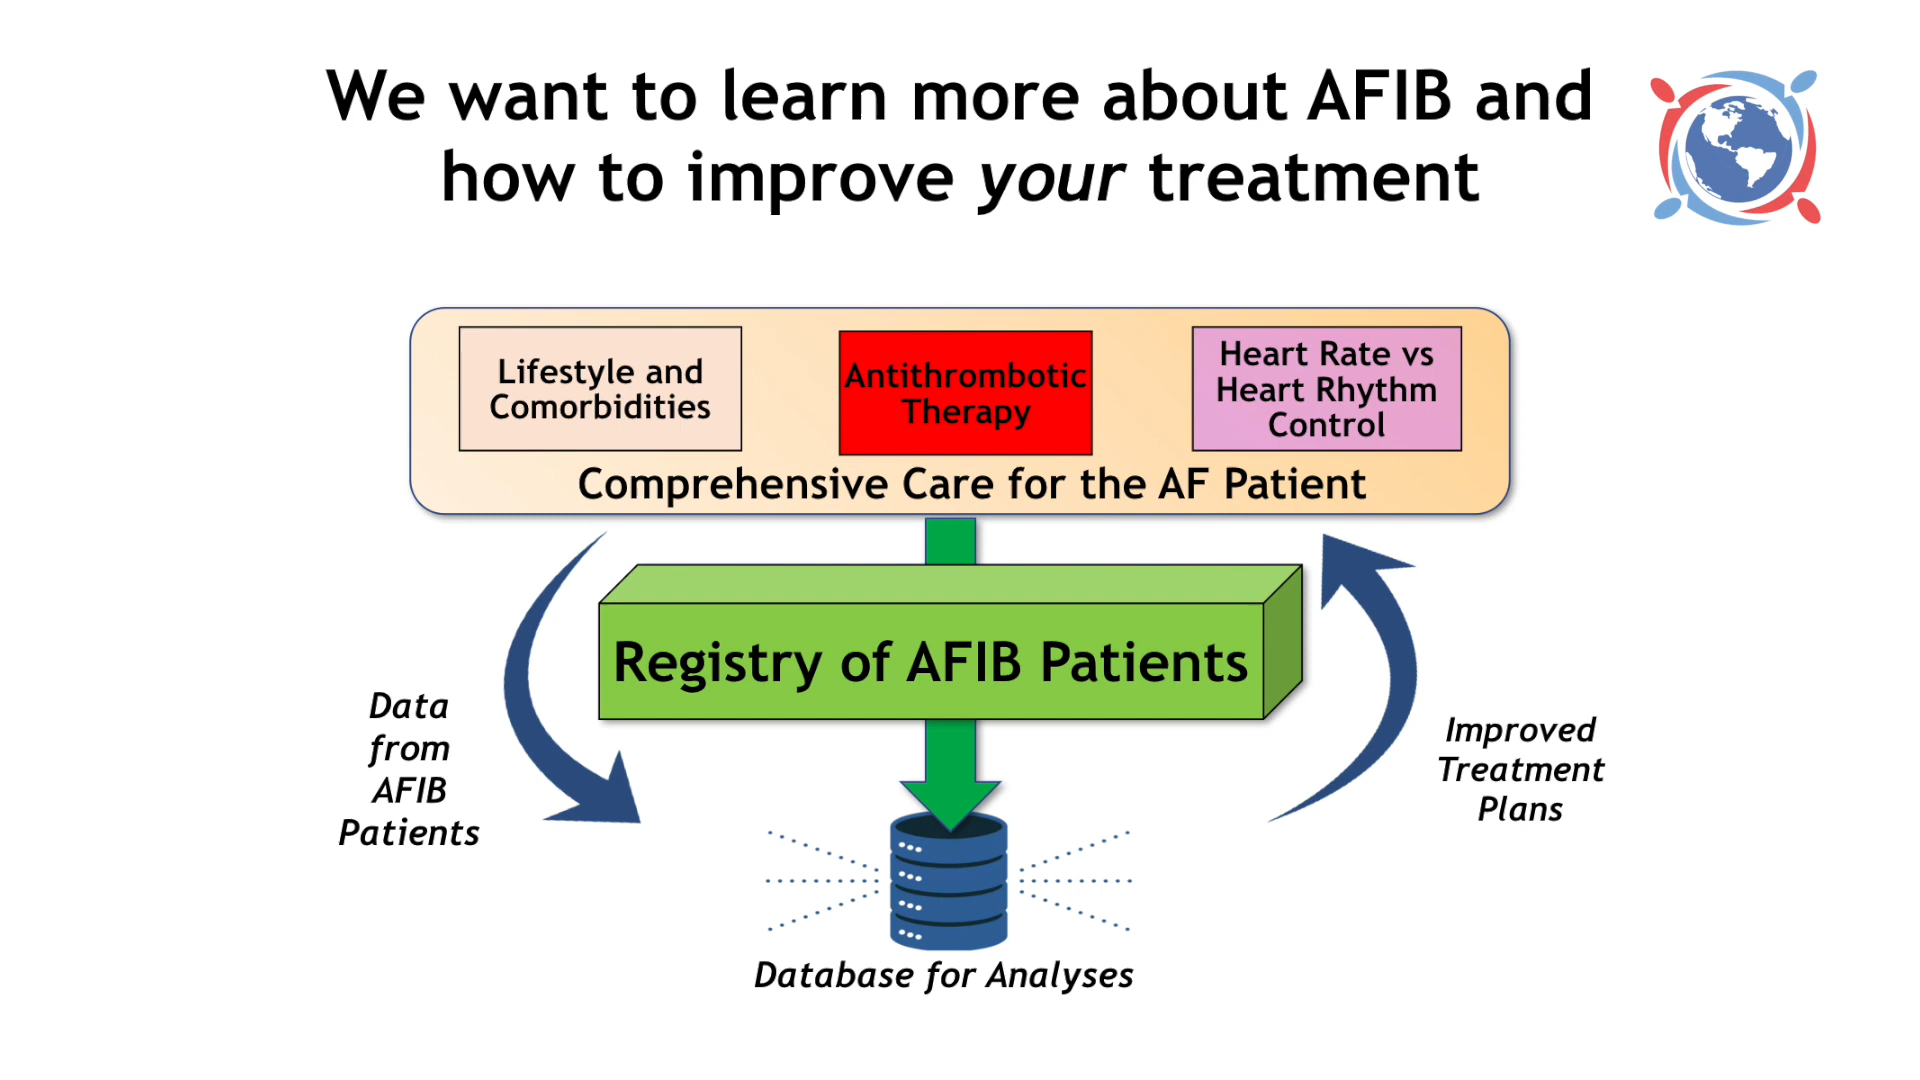 We want to learn more about AFIB and
how to improve your treatment
Lifestyle and
Comorbidities
Antithrombotic
Therapy
Heart Rate vs
Heart Rhythm
Control
Comprehensive Care for the AF Patient
Registry of AFIB Patients
Data
from
AFIB
Patients
Improved
Treatment
Plans
Database for Analyses